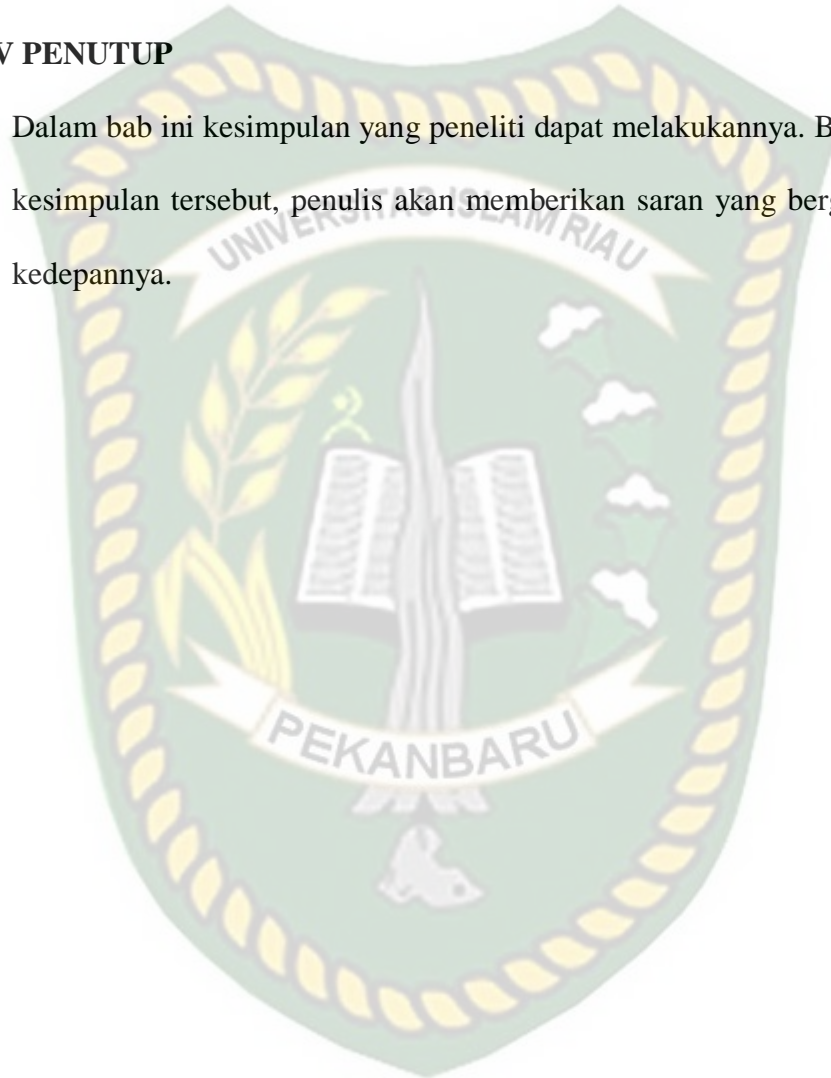 V PENUTUP
Dalam bab ini kesimpulan yang peneliti dapat melakukannya. B
kesimpulan tersebut, penulis akan memberikan saran yang berg
kedepannya.
UNIVERSITAS ISLAM RIAU
PEKANBARU